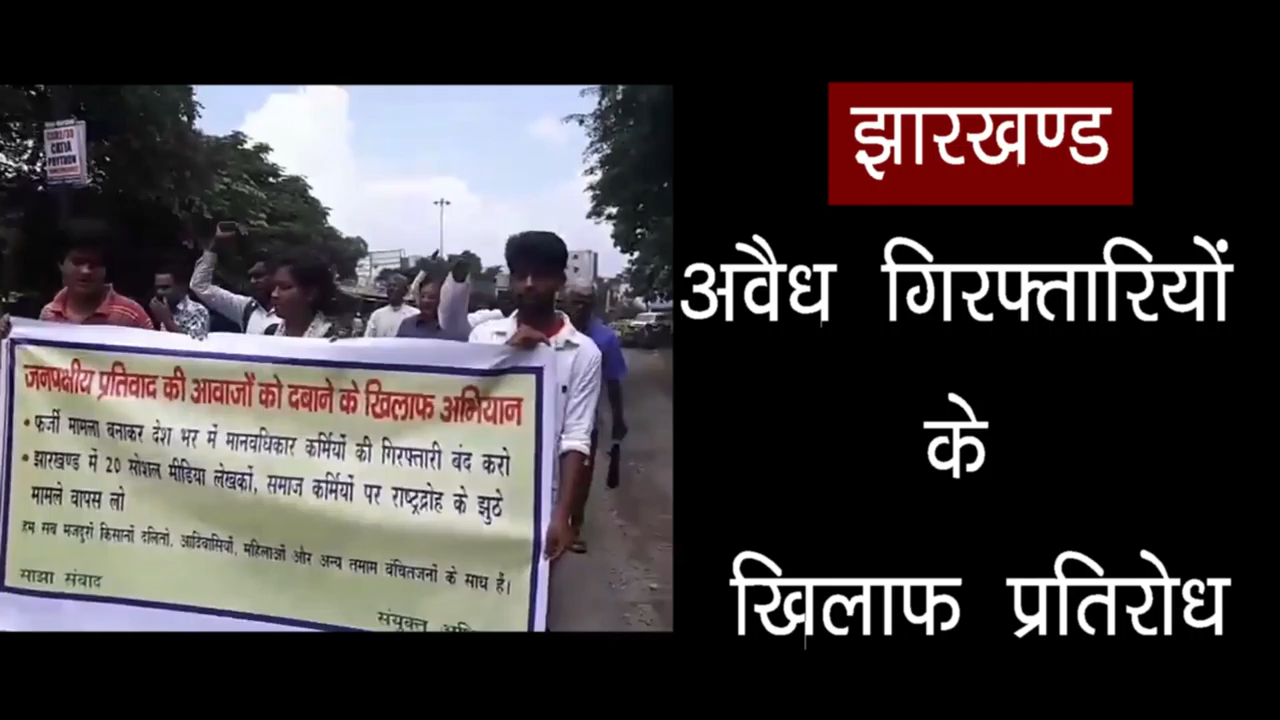 CATIA
PHYTHON
जनपक्षीय प्रतिवाद की आवाजों को दबाने के खिलाफ अभियान
• फर्जी मामला बनाकर देश भर में मानवधिकार कर्मियों की गिरफ्तारी बंद करो
• झारखण्ड में 20 सोशल मीडिया लेखकों, समाज कर्मियों पर राष्ट्रद्रोह के झुठे
मामले वापस लो
हम सब मजदुरों किसानों दलितों, आदिवासियों, महिलाओं और अन्य तमाम वंचितजनों के साथ हैं।
साझा संवाद
संयुक्त
झारखण्ड
अवैध गिरफ्तारियों
के
खिलाफ प्रतिरोध